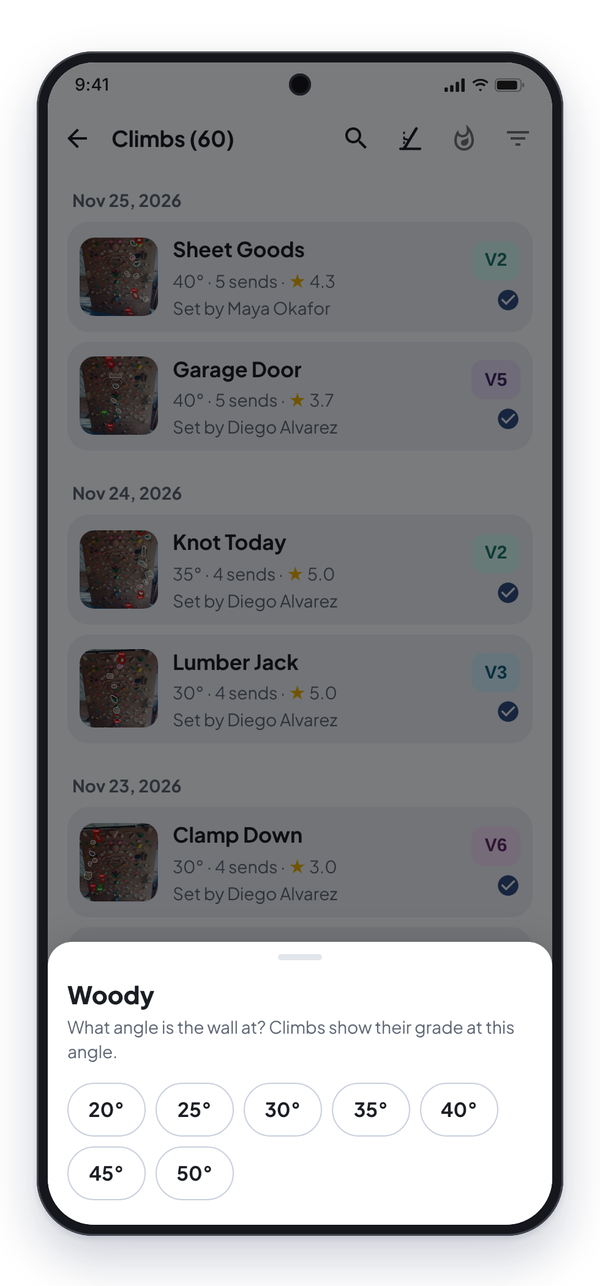 9:41
Climbs (60)
Nov 25, 2026
Sheet Goods
V2
40° · 5 sends · ★ 4.3
Set by Maya Okafor
Garage Door
V5
40° · 5 sends · ★ 3.7
Set by Diego Alvarez
Nov 24, 2026
Knot Today
V2
35° · 4 sends · ★ 5.0
Set by Diego Alvarez
Lumber Jack
V3
30° · 4 sends · ★ 5.0
Set by Diego Alvarez
Nov 23, 2026
Clamp Down
V6
30° · 4 sends · ★ 3.0
Set by Diego Alvarez
Woody
What angle is the wall at? Climbs show their grade at this
angle.
20° 25° 30° 35° 40°
45° 50°